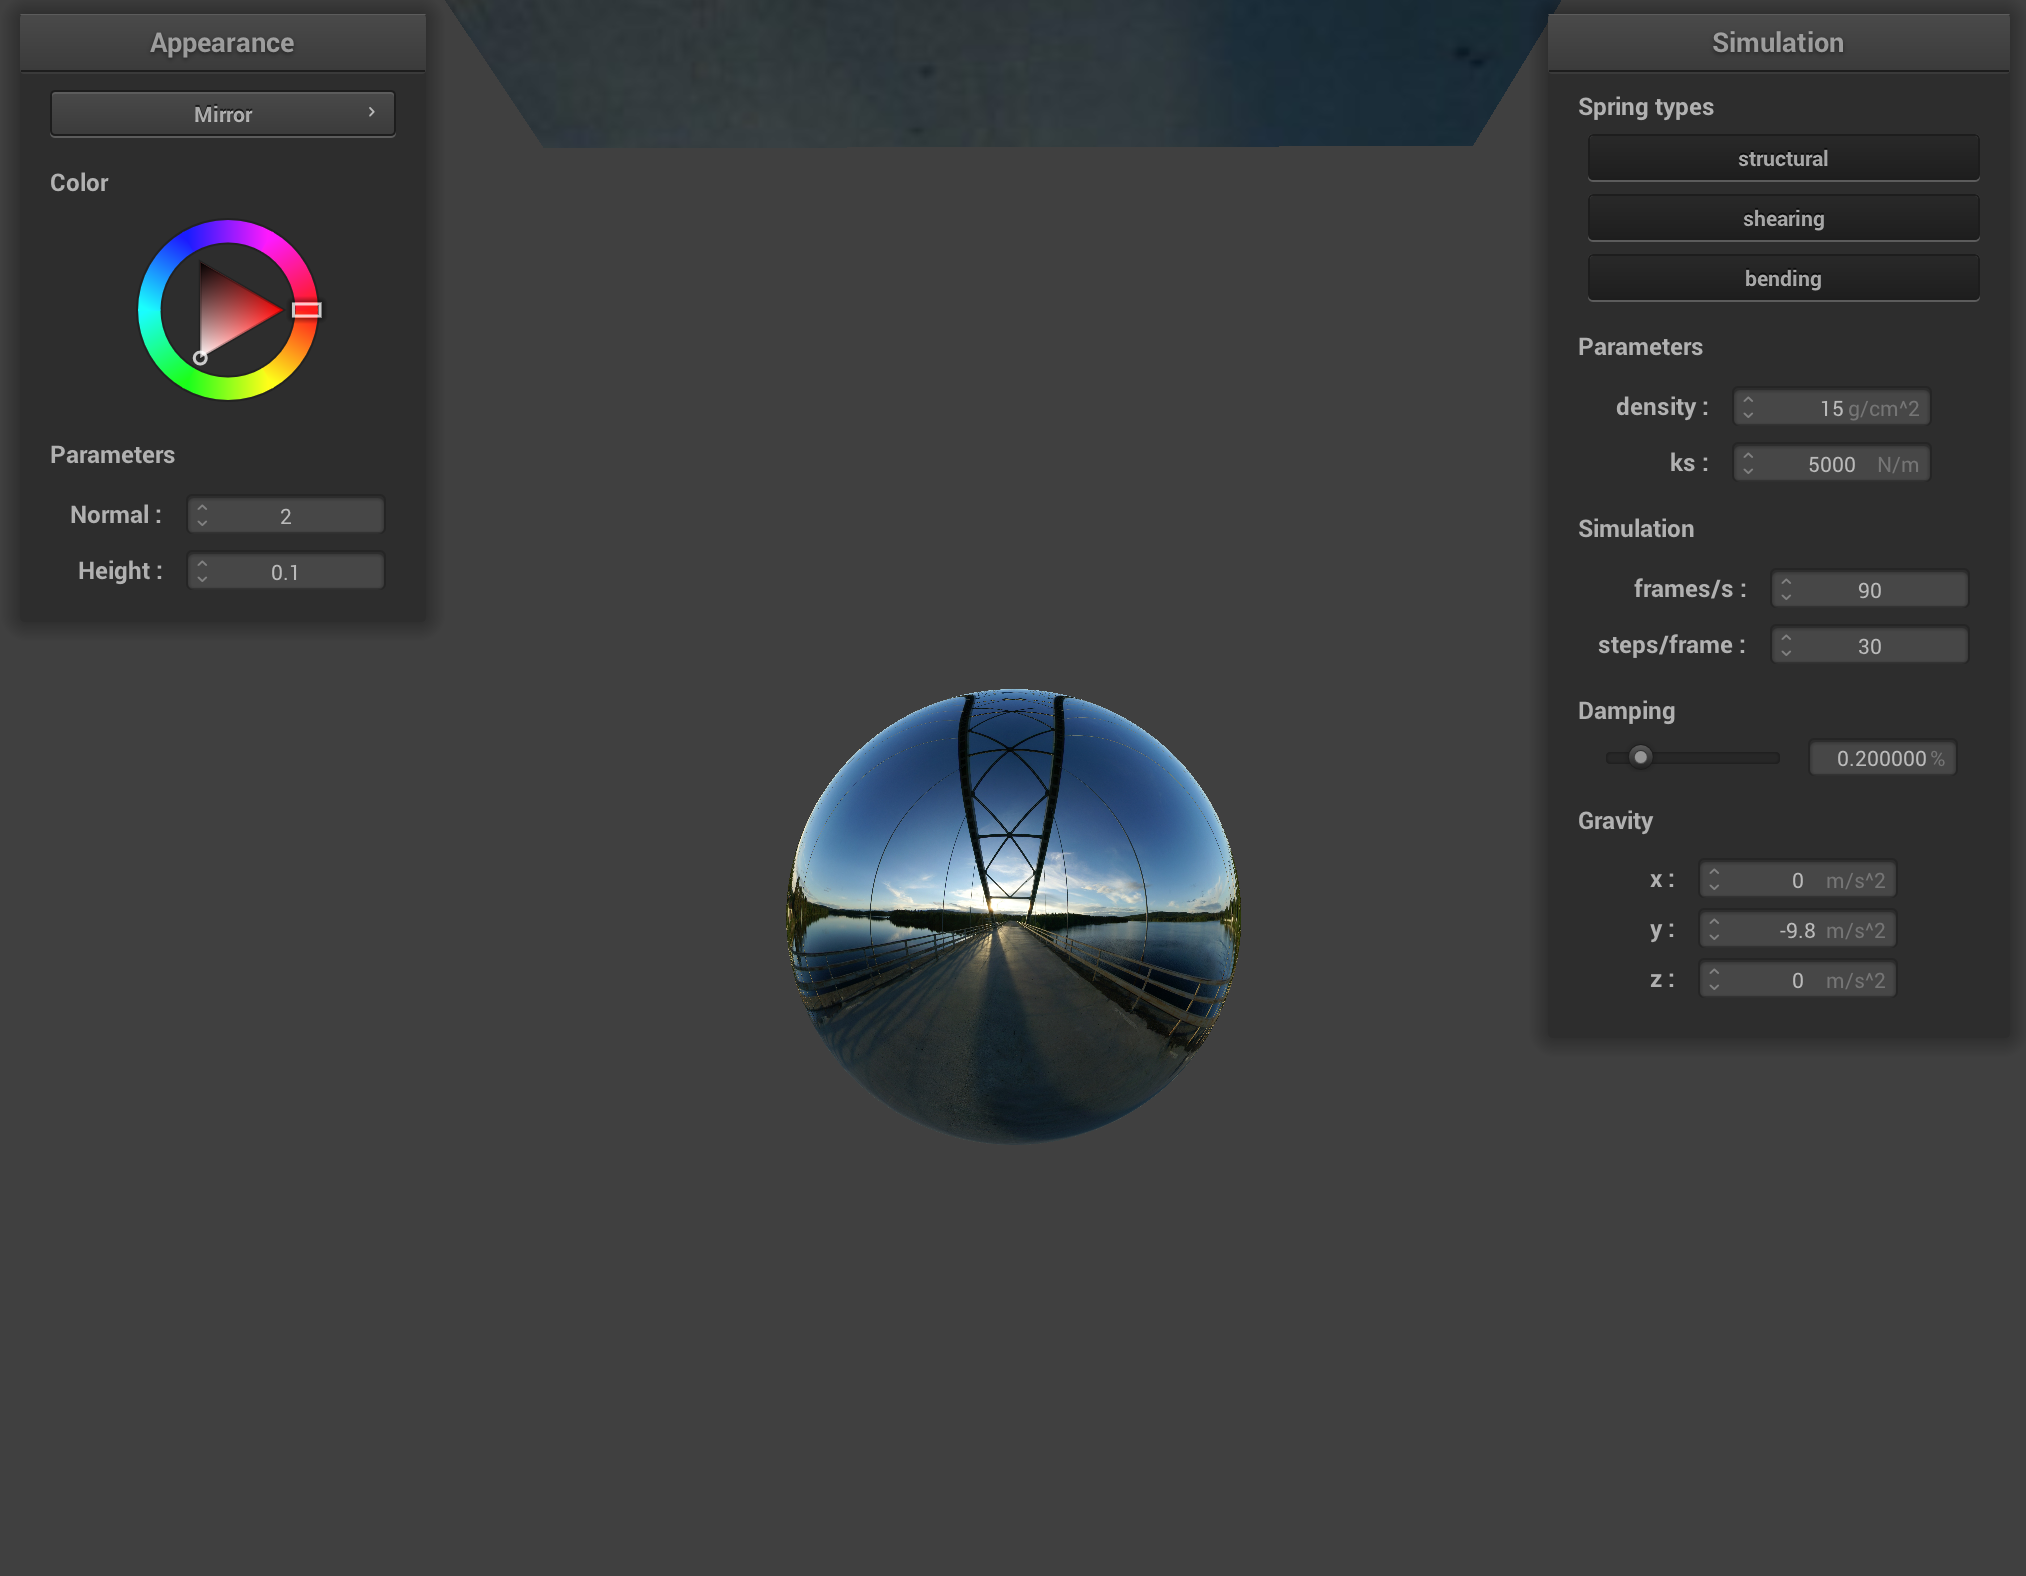 Appearance
Mirror
Color
Parameters
Normal : 2
Height : 0.1
Simulation
Spring types
structural
shearing
bending
Parameters
density : 15 g/cm^2
ks : 5000 N/m
Simulation
frames/s : 90
steps/frame : 30
Damping
0.200000 %
Gravity
x : 0 m/s^2
y : -9.8 m/s^2
z : 0 m/s^2